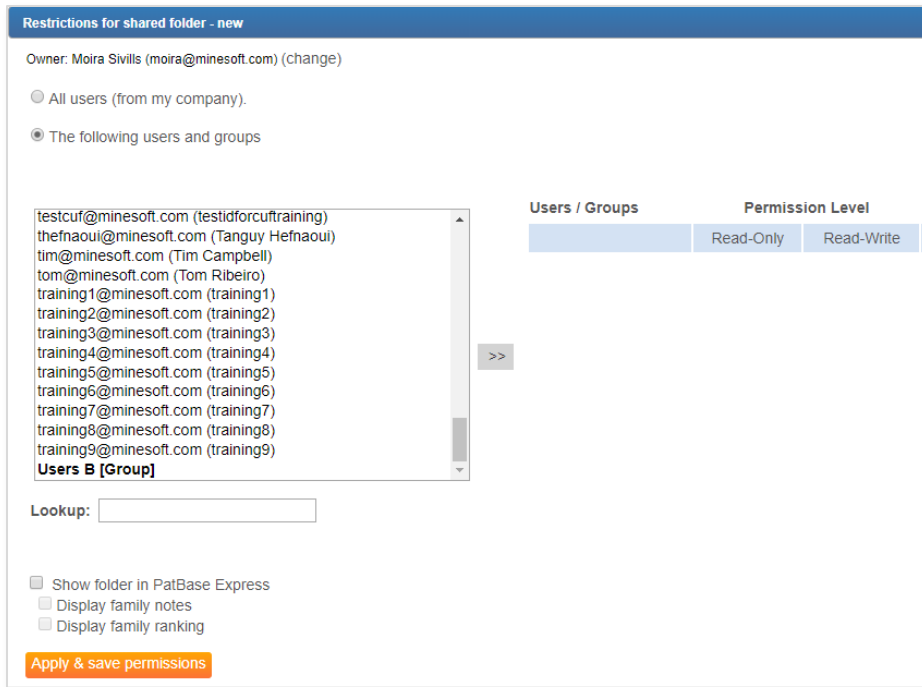 Restrictions for shared folder - new
Owner: Moira Sivills (moira@minesoft.com) (change)
All users (from my company).
The following users and groups
testcuf@minesoft.com (testidforcuftraining)
thefnaoui@minesoft.com (Tanguy Hefnaoui)
tim@minesoft.com (Tim Campbell)
tom@minesoft.com (Tom Ribeiro)
training1@minesoft.com (training1)
training2@minesoft.com (training2)
training3@minesoft.com (training3)
training4@minesoft.com (training4)
training5@minesoft.com (training5)
training6@minesoft.com (training6)
training7@minesoft.com (training7)
training8@minesoft.com (training8)
training9@minesoft.com (training9)
Users B [Group]
>>
Users / Groups Permission Level
Read-Only Read-Write
Lookup:
Show folder in PatBase Express
Display family notes
Display family ranking
Apply & save permissions